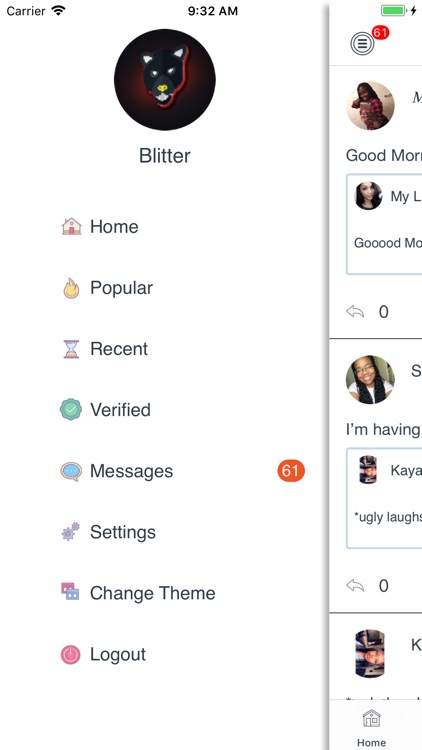 Carrier 9:32 AM
61
Blitter
M
Good Morr
My L
Home
Gooood Mo
Popular
0
Recent
S
Verified
I'm having
Messages 61
Kaya
*ugly laughs
Settings
0
Change Theme
K
Logout
Home